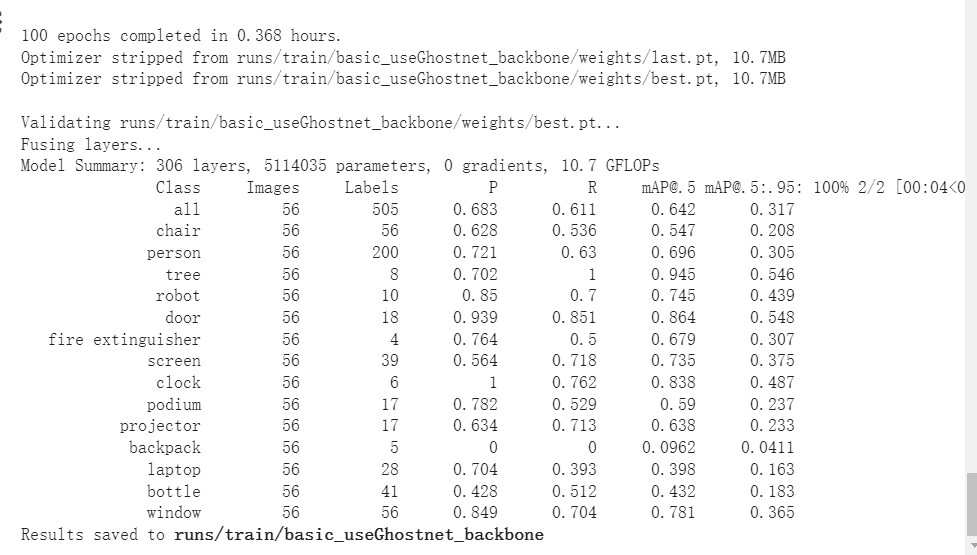 100 epochs completed in 0.368 hours.
Optimizer stripped from runs/train/basic_useGhostnet_backbone/weights/last.pt, 10.7MB
Optimizer stripped from runs/train/basic_useGhostnet_backbone/weights/best.pt, 10.7MB
Validating runs/train/basic_useGhostnet_backbone/weights/best.pt...
Fusing layers...
Model Summary: 306 layers, 5114035 parameters, 0 gradients, 10.7 GFLOPs
Class Images Labels P R mAP@.5 mAP@.5:.95: 100% 2/2 [00:04<0
all 56 505 0.683 0.611 0.642 0.317
chair 56 56 0.628 0.536 0.547 0.208
person 56 200 0.721 0.63 0.696 0.305
tree 56 8 0.702 1 0.945 0.546
robot 56 10 0.85 0.7 0.745 0.439
door 56 18 0.939 0.851 0.864 0.548
fire extinguisher 56 4 0.764 0.5 0.679 0.307
screen 56 39 0.564 0.718 0.735 0.375
clock 56 6 1 0.762 0.838 0.487
podium 56 17 0.782 0.529 0.59 0.237
projector 56 17 0.634 0.713 0.638 0.233
backpack 56 5 0 0 0.0962 0.0411
laptop 56 28 0.704 0.393 0.398 0.163
bottle 56 41 0.428 0.512 0.432 0.183
window 56 56 0.849 0.704 0.781 0.365
Results saved to runs/train/basic_useGhostnet_backbone